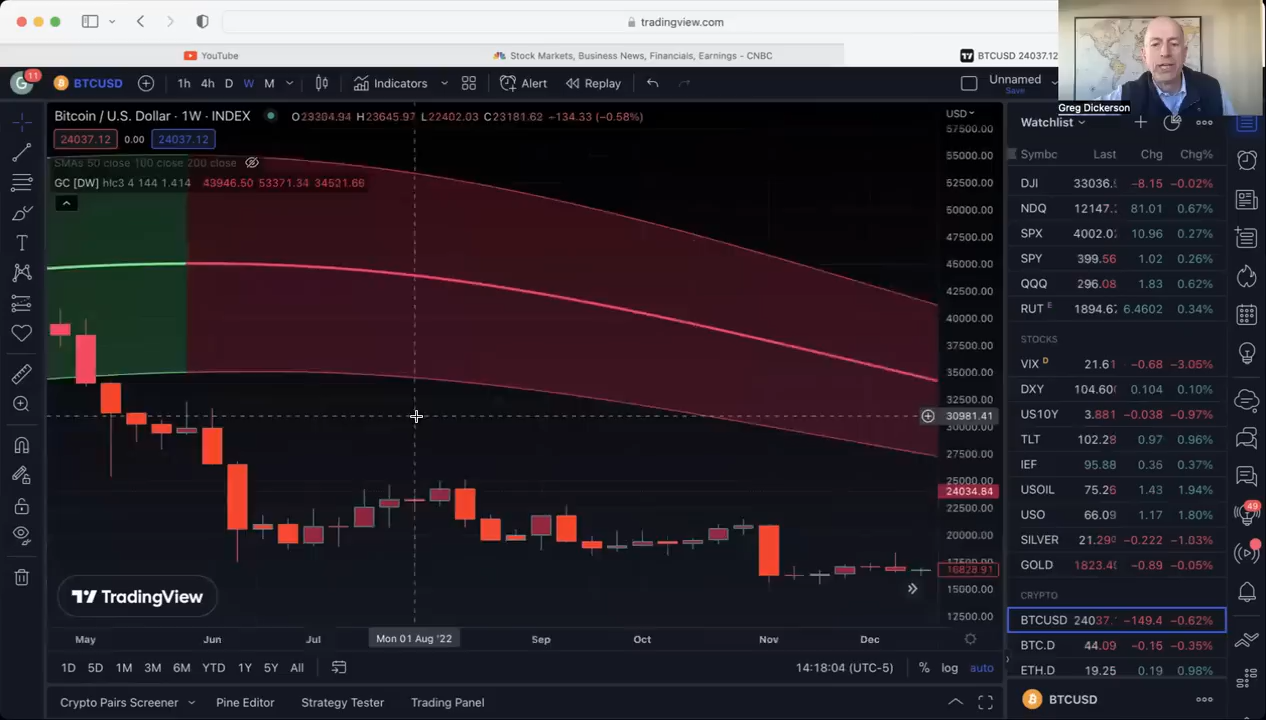 tradingview.com
YouTube
Stock Markets, Business News, Financials, Earnings - CNBC
BTCUSD 24037.12
11
BTCUSD
1h 4h D W M
Indicators
Alert
Replay
Unnamed
Save
Greg Dickerson
Bitcoin / U.S. Dollar · 1W · INDEX
O23304.94 H23645.97 L22402.03 C23181.62 −134.33 (−0.58%)
24037.12 0.00 24037.12
SMAs 50 close 100 close 200 close
GC [DW] hlc3 4 144 1.414 43946.50 53371.34 34521.66
USD
57500.00
55000.00
52500.00
50000.00
47500.00
45000.00
42500.00
40000.00
37500.00
35000.00
32500.00
30981.41
30000.00
27500.00
25000.00
24034.84
22500.00
20000.00
16828.91
15000.00
12500.00
TradingView
May
Jun
Jul
Mon 01 Aug '22
Sep
Oct
Nov
Dec
1D 5D 1M 3M 6M YTD 1Y 5Y All
14:18:04 (UTC-5)
% log auto
Crypto Pairs Screener
Pine Editor
Strategy Tester
Trading Panel
Watchlist
Symbc Last Chg Chg%
DJI 33036. −8.15 −0.02%
NDQ 12147. 81.01 0.67%
SPX 4002.0 10.96 0.27%
SPY 399.56 1.02 0.26%
QQQ 296.08 1.83 0.62%
RUT E 1894.6 6.4602 0.34%
STOCKS
VIX D 21.61 −0.68 −3.05%
DXY 104.60 0.104 0.10%
US10Y 3.881 −0.038 −0.97%
TLT 102.28 0.97 0.96%
IEF 95.88 0.35 0.37%
USOIL 75.26 1.43 1.94%
USO 66.09 1.17 1.80%
SILVER 21.290 −0.222 −1.03%
GOLD 1823.4 −0.89 −0.05%
CRYPTO
BTCUSD 24037. −149.4 −0.62%
BTC.D 44.09 −0.15 −0.35%
ETH.D 19.25 0.19 0.98%
BTCUSD
49